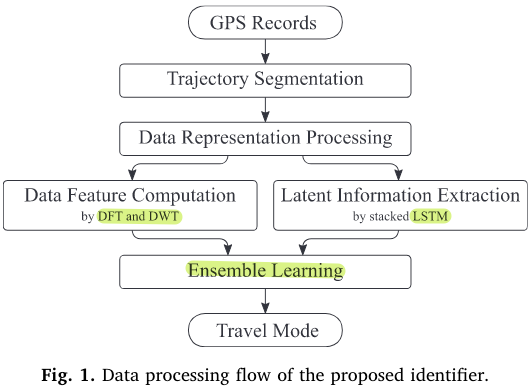 GPS Records
Trajectory Segmentation
Data Representation Processing
Data Feature Computation
by DFT and DWT
Latent Information Extraction
by stacked LSTM
Ensemble Learning
Travel Mode
Fig. 1. Data processing flow of the proposed identifier.